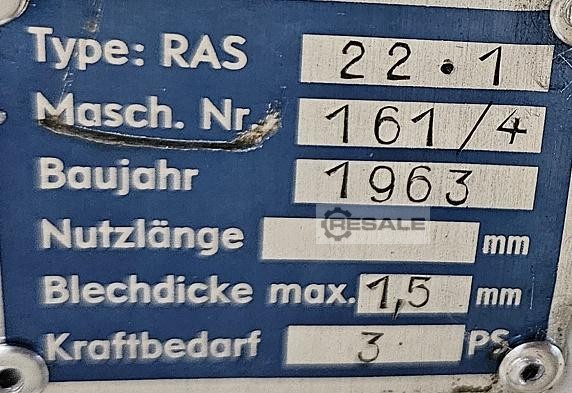 Type: RAS 22.1
Masch. Nr 161/4
Baujahr 1963
RESALE
Nutzlänge mm
Blechdicke max. 1,5 mm
Kraftbedarf 3 PS